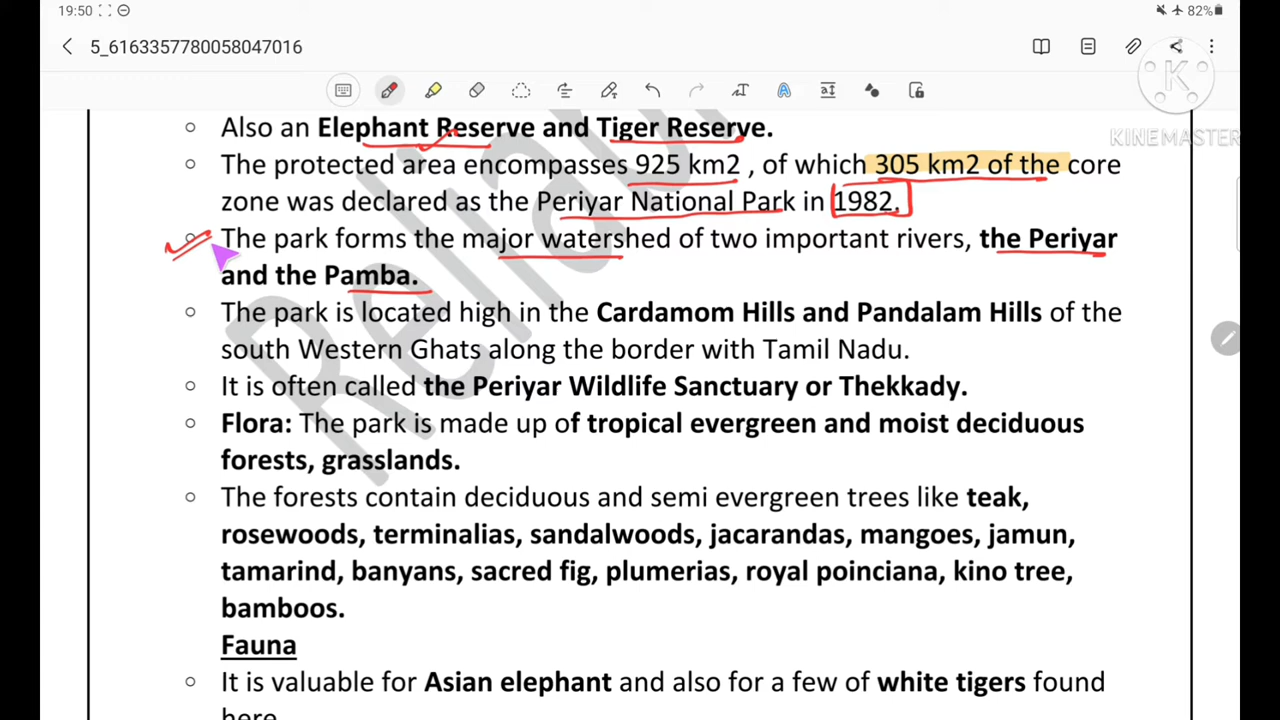 19:50
82%
5_6163357780058047016
K
KINEMASTER
Also an Elephant Reserve and Tiger Reserve.
The protected area encompasses 925 km2 , of which 305 km2 of the core
zone was declared as the Periyar National Park in 1982.
The park forms the major watershed of two important rivers, the Periyar
and the Pamba.
The park is located high in the Cardamom Hills and Pandalam Hills of the
south Western Ghats along the border with Tamil Nadu.
It is often called the Periyar Wildlife Sanctuary or Thekkady.
Flora: The park is made up of tropical evergreen and moist deciduous
forests, grasslands.
The forests contain deciduous and semi evergreen trees like teak,
rosewoods, terminalias, sandalwoods, jacarandas, mangoes, jamun,
tamarind, banyans, sacred fig, plumerias, royal poinciana, kino tree,
bamboos.
Fauna
It is valuable for Asian elephant and also for a few of white tigers found
here.